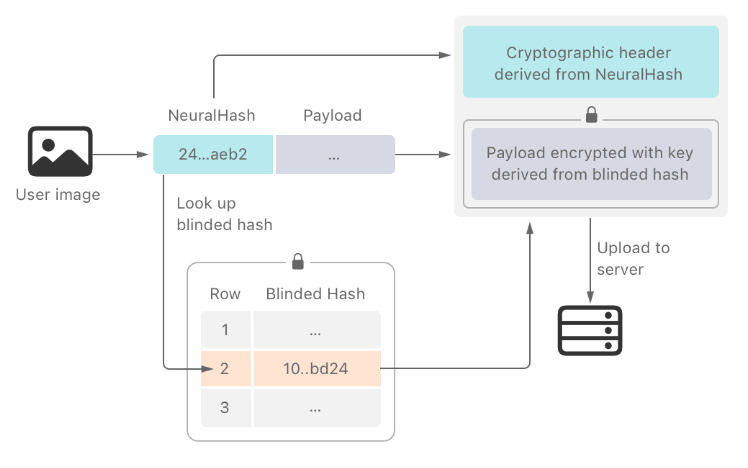 Cryptographic header
derived from NeuralHash
NeuralHash
Payload
24...aeb2
...
Payload encrypted with key
derived from blinded hash
User image
Look up
blinded hash
Upload to
server
Row
Blinded Hash
1
...
2
10..bd24
3
...